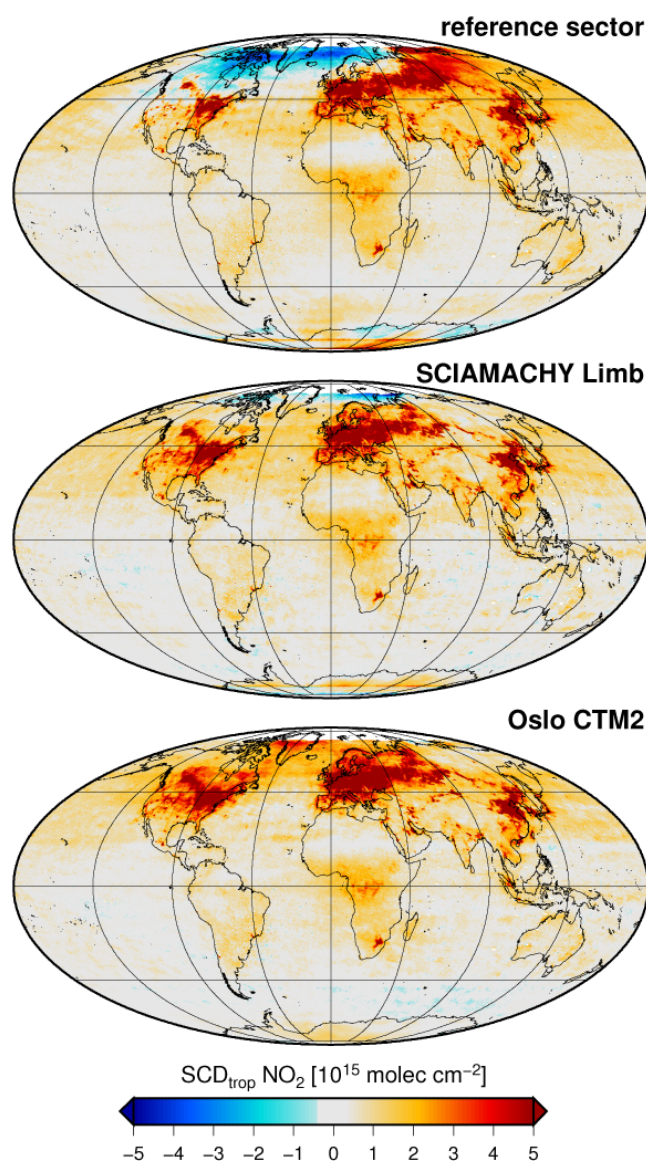 reference sector
SCIAMACHY Limb
Oslo CTM2
SCD_trop NO₂ [10¹⁵ molec cm⁻²]
−5 −4 −3 −2 −1 0 1 2 3 4 5